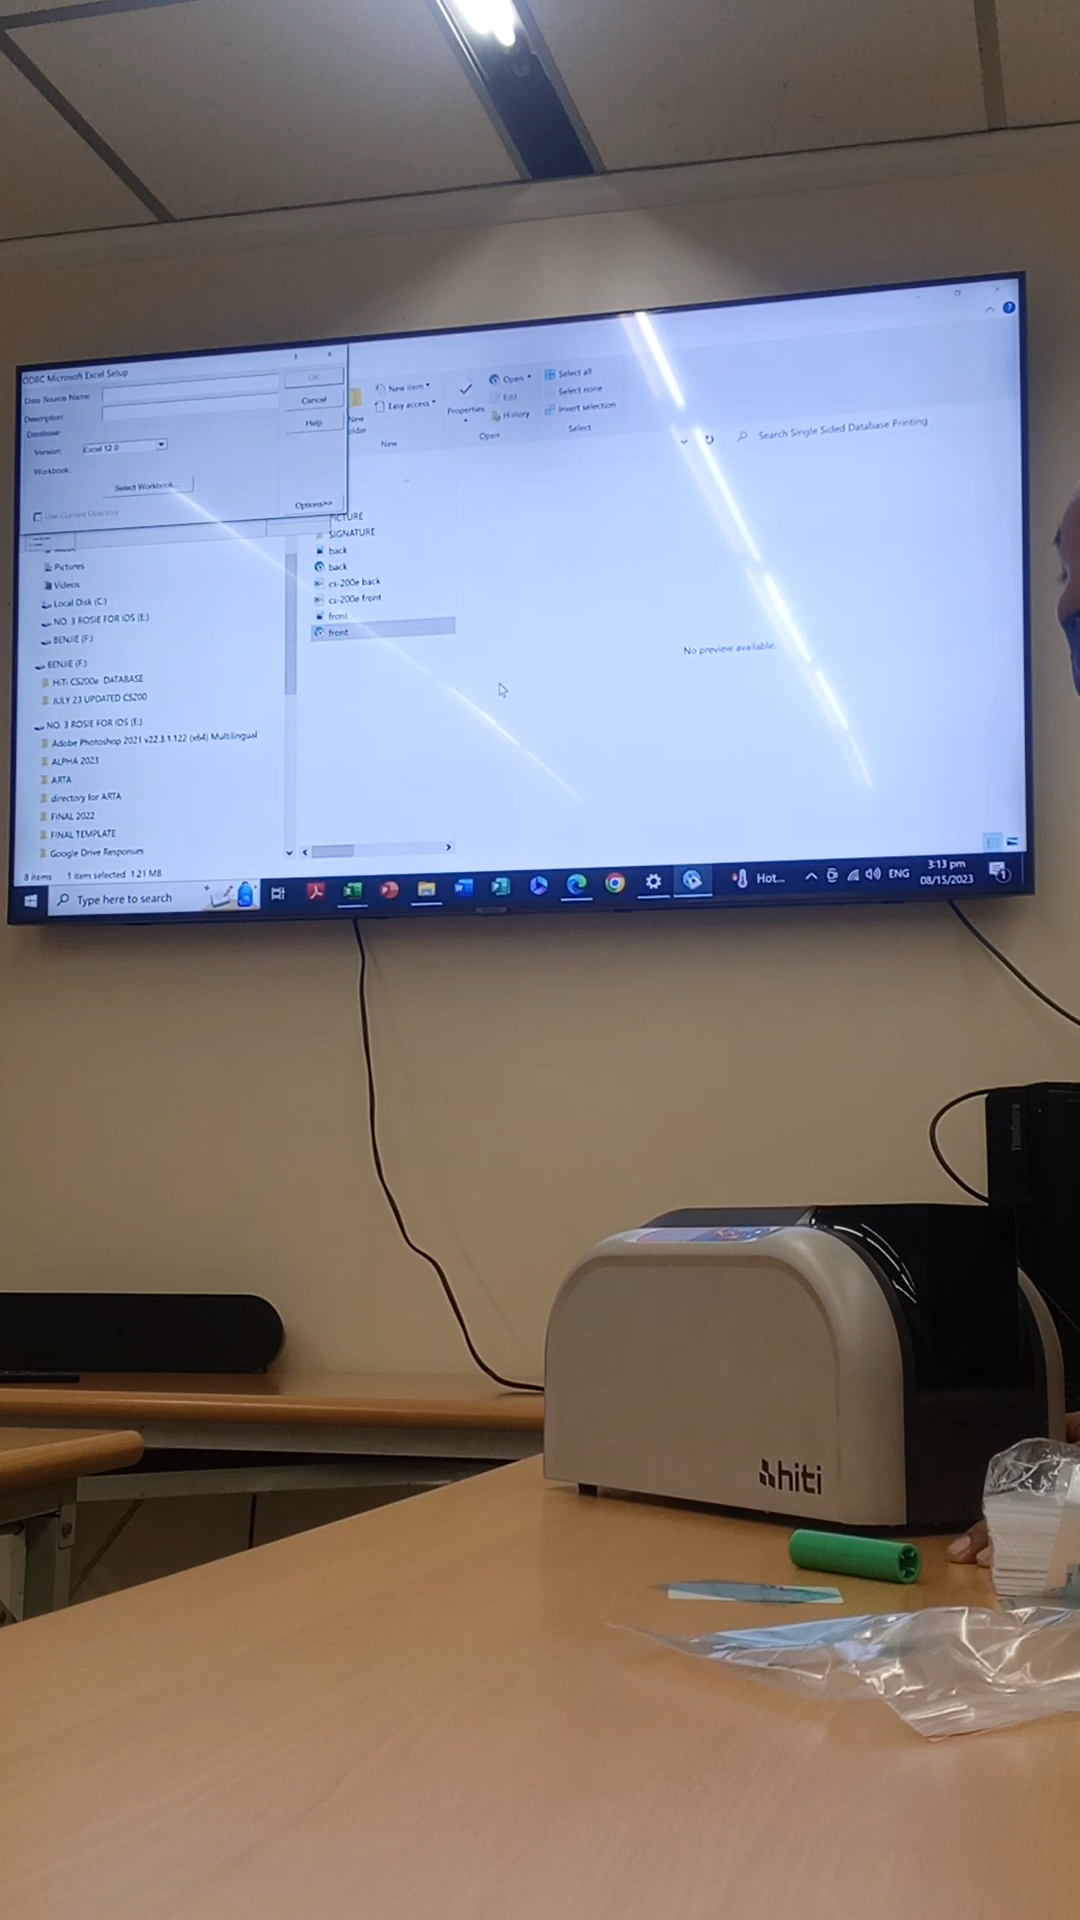 ODBC Microsoft Excel Setup
Data Source Name:
OK
Description:
Cancel
Database
Help
Version: Excel 12.0
Workbook:
Select Workbook...
Options>>
Use Current Directory
New item
Easy access
New
Properties
Open
Edit
History
Open
Select all
Select none
Invert selection
Select
Search Single Sided Database Printing
SIGNATURE
back
back
cs-200e back
cs-200e front
front
front
No preview available.
Pictures
Videos
Local Disk (C:)
NO. 3 ROSIE FOR IDS (E:)
BENJIE (F:)
BENJIE (F:)
HiTi CS200e DATABASE
JULY 23 UPDATED CS200
NO. 3 ROSIE FOR IDS (E:)
Adobe Photoshop 2021 v22.3.1.122 (x64) Multilingual
ALPHA 2023
ARTA
directory for ARTA
FINAL 2022
FINAL TEMPLATE
Google Drive Responses
8 items 1 item selected 1.21 MB
Type here to search
Hot...
ENG
3:13 pm
08/15/2023
1
hiti